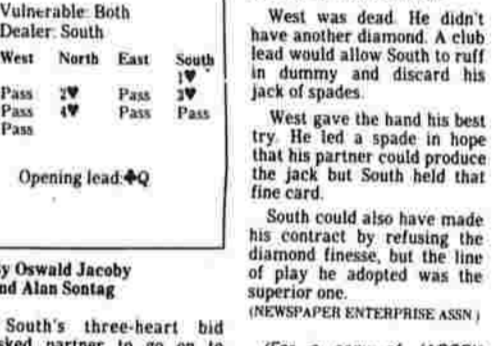 Vulnerable: Both
Dealer: South
West North East South
1♥
Pass 2♥ Pass 3♥
Pass 4♥ Pass Pass
Pass
Opening lead: ♣Q
y Oswald Jacoby
nd Alan Sontag
South's three-heart bid
sked partner to go on to
West was dead. He didn't
have another diamond. A club
lead would allow South to ruff
in dummy and discard his
jack of spades.
West gave the hand his best
try. He led a spade in hope
that his partner could produce
the jack but South held that
fine card.
South could also have made
his contract by refusing the
diamond finesse, but the line
of play he adopted was the
superior one.
(NEWSPAPER ENTERPRISE ASSN.)